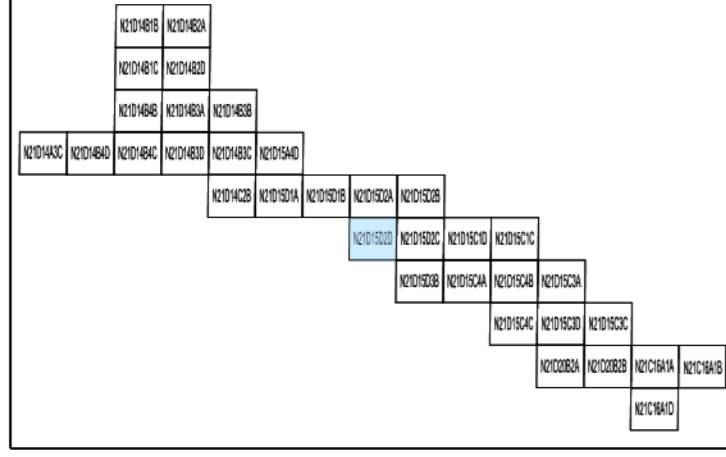 N21D14B1B N21D14B2A
N21D14B1C N21D14B2D
N21D14B4B N21D14B3A N21D14B3B
N21D14A3C N21D14B4D N21D14B4C N21D14B3D N21D14B3C N21D15A4D
N21D14C2B N21D15D1A N21D15D1B N21D15D2A N21D15D2B
N21D15D2D N21D15D2C N21D15C1D N21D15C1C
N21D15D3B N21D15C4A N21D15C4B N21D15C3A
N21D15C4C N21D15C3D N21D15C3C
N21D20B2A N21D20B2B N21C16A1A N21C16A1B
N21C16A1D